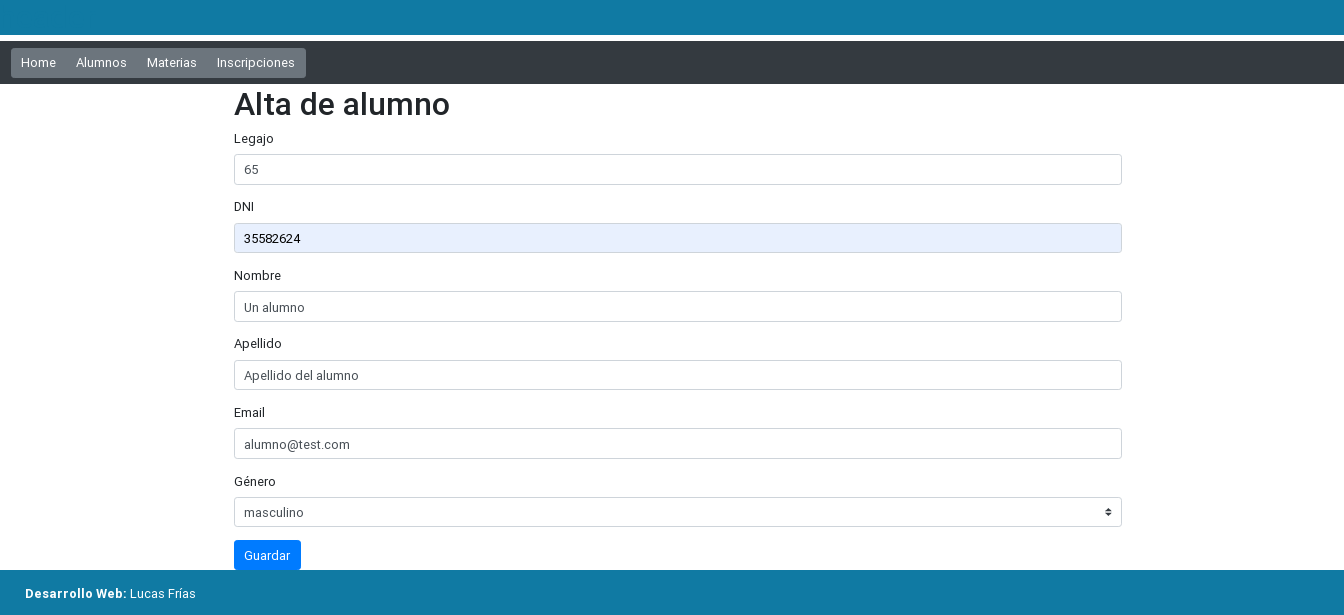 Home Alumnos Materias Inscripciones
Alta de alumno
Legajo
65
DNI
35582624
Nombre
Un alumno
Apellido
Apellido del alumno
Email
alumno@test.com
Género
masculino
Guardar
Desarrollo Web: Lucas Frías